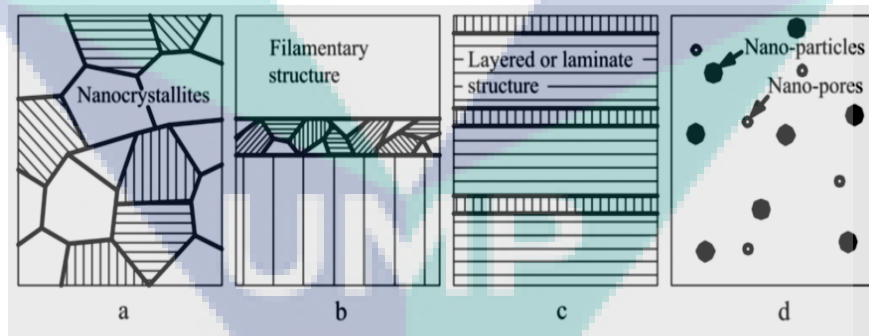 Nanocrystallites
Filamentary
structure
Layered or laminate
structure
Nano-particles
Nano-pores
UMP
a
b
c
d